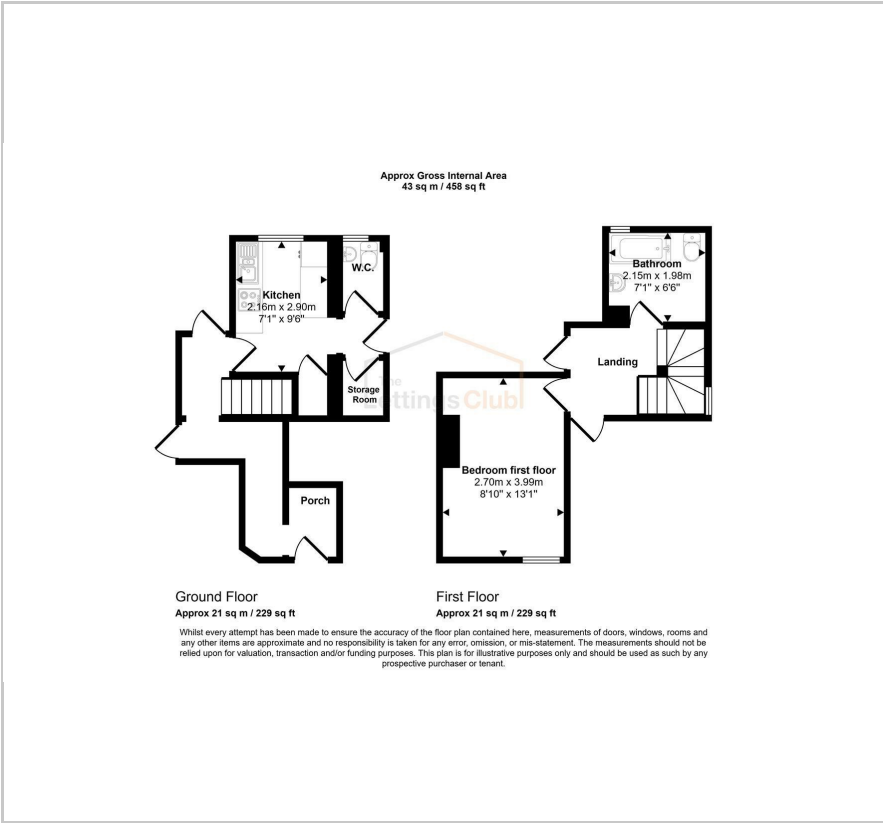 Approx Gross Internal Area
43 sq m / 458 sq ft
Kitchen
2.16m x 2.90m
7'1" x 9'6"
W.C.
Storage
Room
Porch
Bathroom
2.15m x 1.98m
7'1" x 6'6"
Landing
The
Lettings Club
Bedroom first floor
2.70m x 3.99m
8'10" x 13'1"
Ground Floor
Approx 21 sq m / 229 sq ft
First Floor
Approx 21 sq m / 229 sq ft
Whilst every attempt has been made to ensure the accuracy of the floor plan contained here, measurements of doors, windows, rooms and
any other items are approximate and no responsibility is taken for any error, omission, or mis-statement. The measurements should not be
relied upon for valuation, transaction and/or funding purposes. This plan is for illustrative purposes only and should be used as such by any
prospective purchaser or tenant.